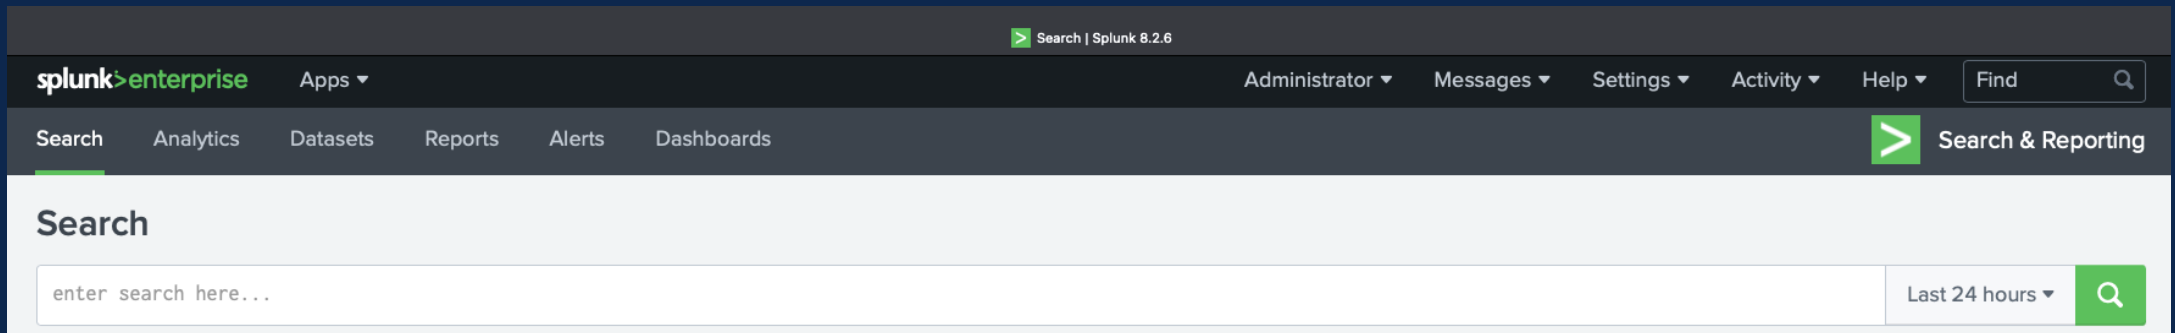 Search | Splunk 8.2.6
splunk>enterprise Apps Administrator Messages Settings Activity Help Find
Search Analytics Datasets Reports Alerts Dashboards Search & Reporting
Search
enter search here... Last 24 hours